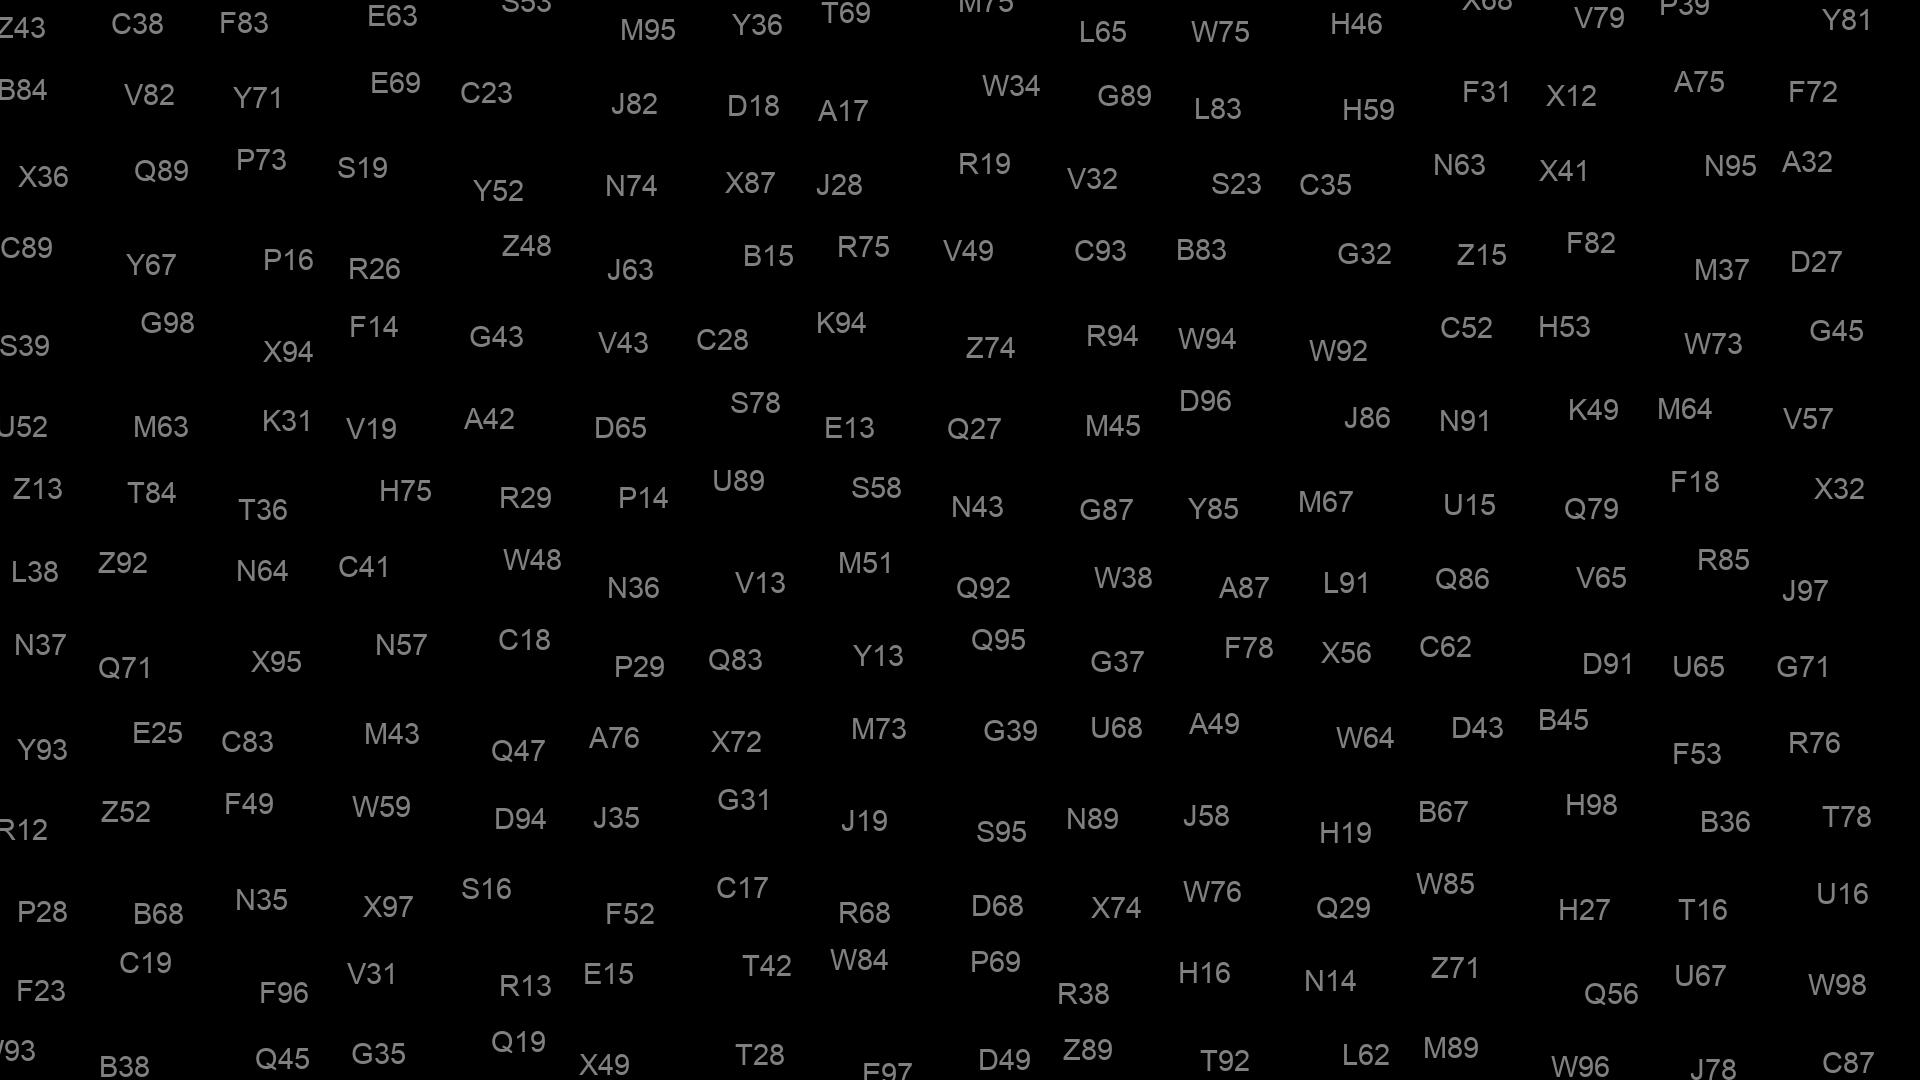 Z43 C38 F83 E63 S53 M95 Y36 T69 M75 L65 W75 H46 X68 V79 P39 Y81
B84 V82 Y71 E69 C23 J82 D18 A17 W34 G89 L83 H59 F31 X12 A75 F72
X36 Q89 P73 S19 Y52 N74 X87 J28 R19 V32 S23 C35 N63 X41 N95 A32
C89 Y67 P16 R26 Z48 J63 B15 R75 V49 C93 B83 G32 Z15 F82 M37 D27
S39 G98 X94 F14 G43 V43 C28 K94 Z74 R94 W94 W92 C52 H53 W73 G45
U52 M63 K31 V19 A42 D65 S78 E13 Q27 M45 D96 J86 N91 K49 M64 V57
Z13 T84 T36 H75 R29 P14 U89 S58 N43 G87 Y85 M67 U15 Q79 F18 X32
L38 Z92 N64 C41 W48 N36 V13 M51 Q92 W38 A87 L91 Q86 V65 R85 J97
N37 Q71 X95 N57 C18 P29 Q83 Y13 Q95 G37 F78 X56 C62 D91 U65 G71
Y93 E25 C83 M43 Q47 A76 X72 M73 G39 U68 A49 W64 D43 B45 F53 R76
R12 Z52 F49 W59 D94 J35 G31 J19 S95 N89 J58 H19 B67 H98 B36 T78
P28 B68 N35 X97 S16 F52 C17 R68 D68 X74 W76 Q29 W85 H27 T16 U16
F23 C19 F96 V31 R13 E15 T42 W84 P69 R38 H16 N14 Z71 Q56 U67 W98
B38 Q45 G35 Q19 X49 T28 D49 Z89 T92 L62 M89 W96 J78 C87